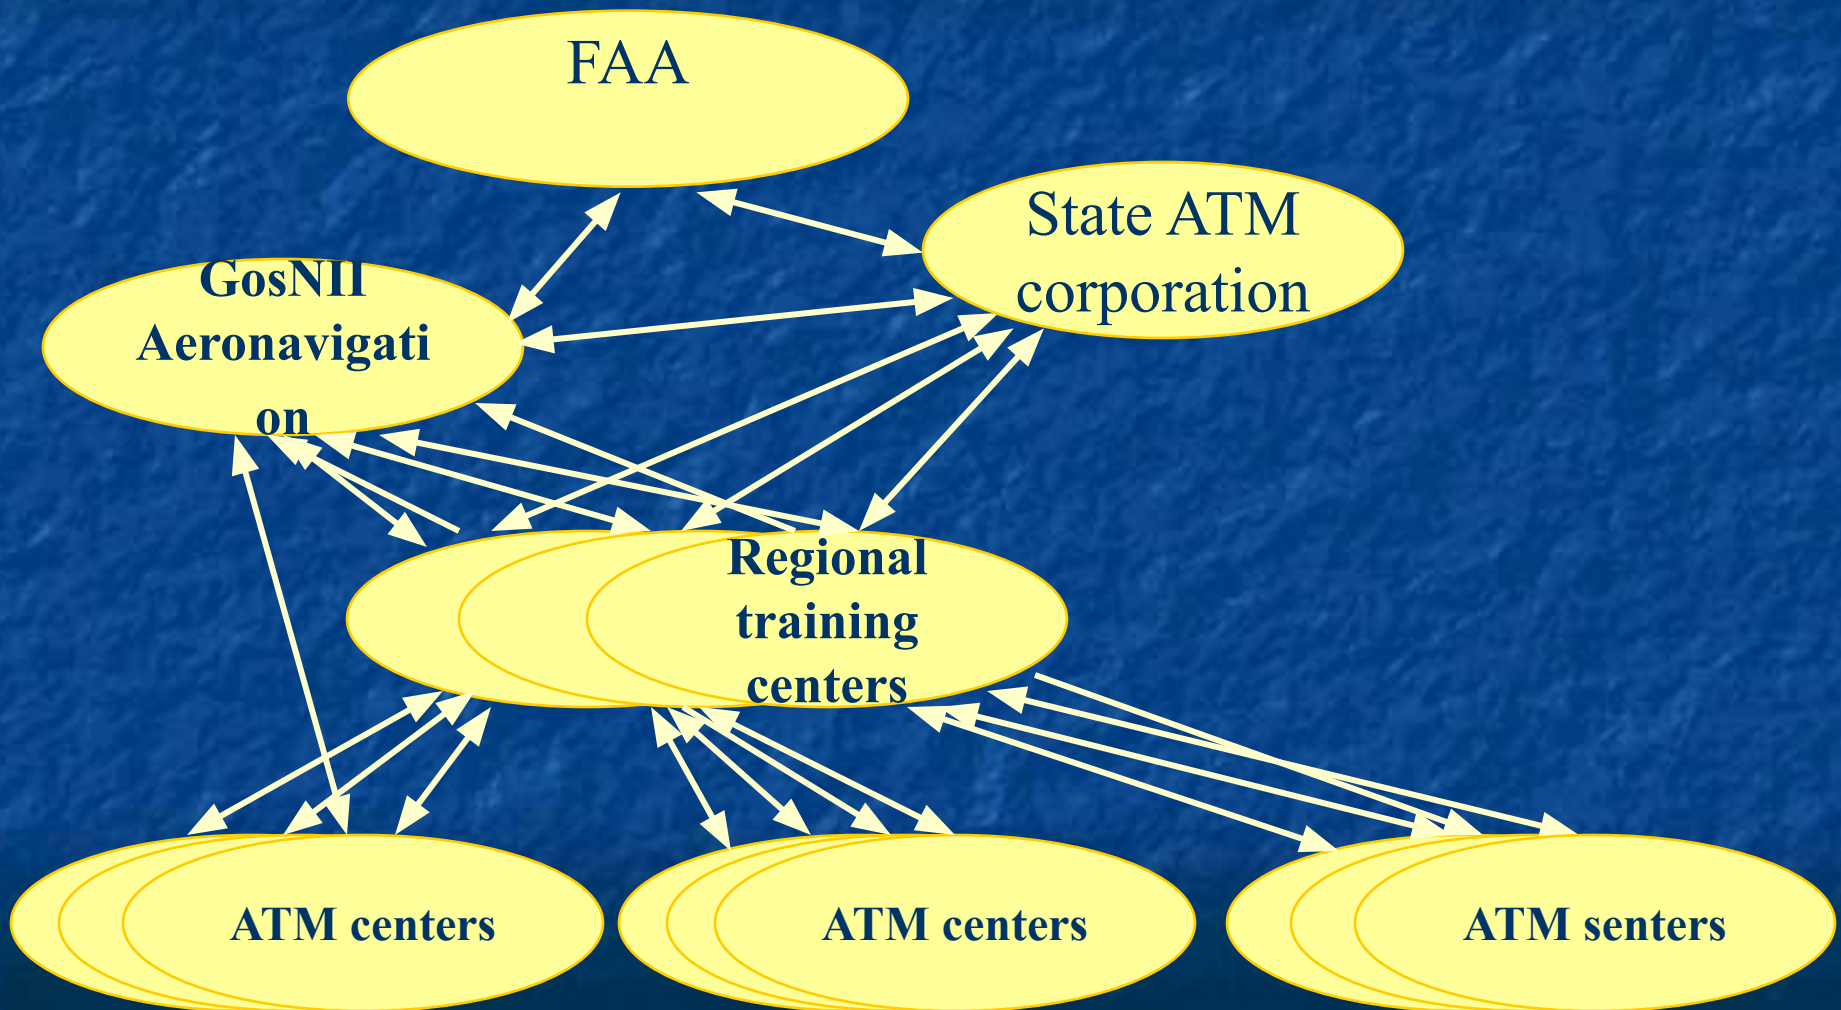 FAA
State ATM
corporation
GosNII
Aeronavigati
on
Regional
training
centers
ATM centers
ATM centers
ATM senters